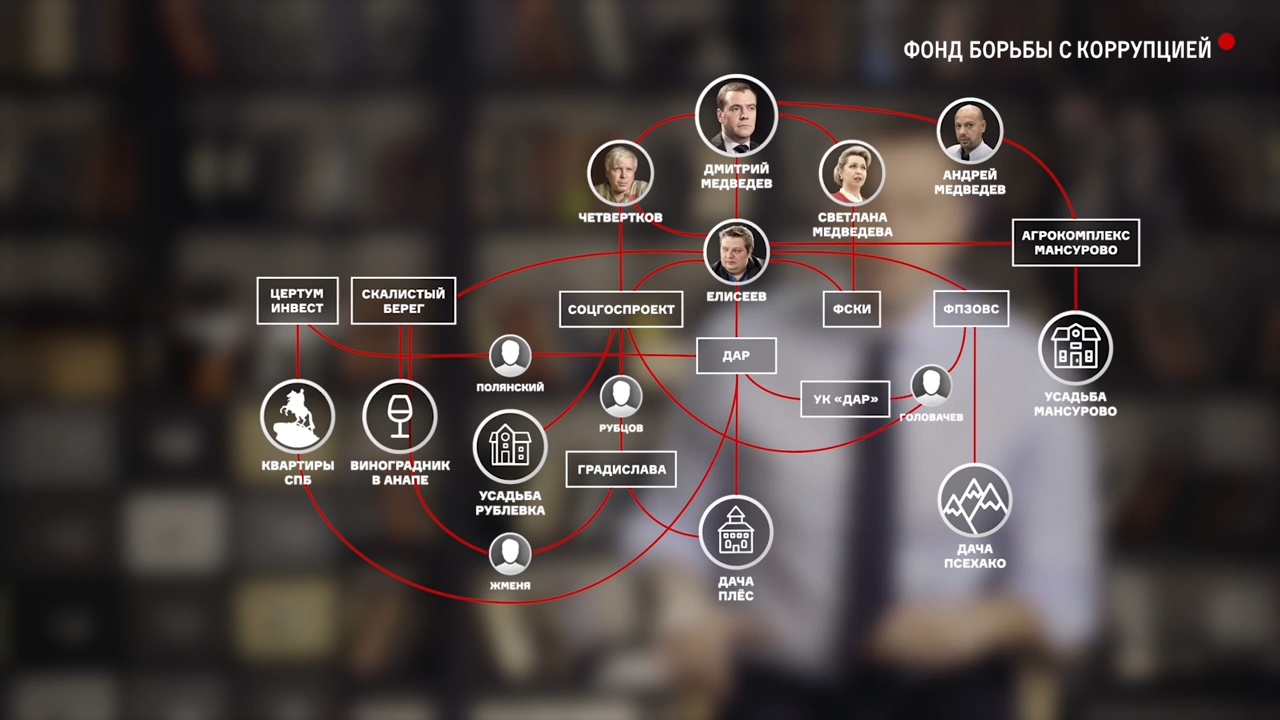 ФОНД БОРЬБЫ С КОРРУПЦИЕЙ
ДМИТРИЙ
МЕДВЕДЕВ
АНДРЕЙ
МЕДВЕДЕВ
ЧЕТВЕРТКОВ
СВЕТЛАНА
МЕДВЕДЕВА
АГРОКОМПЛЕКС
МАНСУРОВО
ЕЛИСЕЕВ
ЦЕРТУМ
ИНВЕСТ
СКАЛИСТЫЙ
БЕРЕГ
СОЦГОСПРОЕКТ
ФСКИ
ФПЗОВС
ДАР
ПОЛЯНСКИЙ
УК «ДАР»
ГОЛОВАЧЕВ
УСАДЬБА
МАНСУРОВО
РУБЦОВ
КВАРТИРЫ
СПБ
ВИНОГРАДНИК
В АНАПЕ
ГРАДИСЛАВА
УСАДЬБА
РУБЛЕВКА
ДАЧА
ПСЕХАКО
ЖМЕНЯ
ДАЧА
ПЛЁС